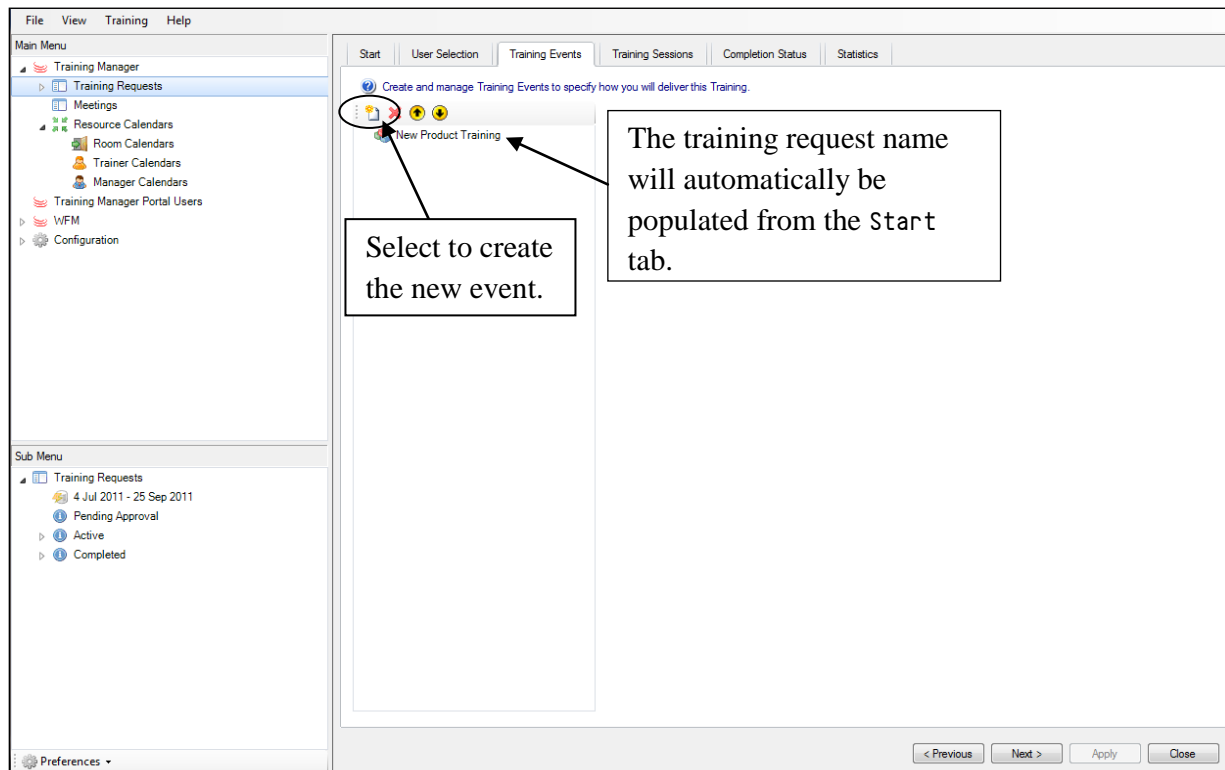 File View Training Help
Main Menu
Training Manager
Training Requests
Meetings
Resource Calendars
Room Calendars
Trainer Calendars
Manager Calendars
Training Manager Portal Users
WFM
Configuration
Sub Menu
Training Requests
4 Jul 2011 - 25 Sep 2011
Pending Approval
Active
Completed
Preferences
Start User Selection Training Events Training Sessions Completion Status Statistics
Create and manage Training Events to specify how you will deliver this Training.
New Product Training
Select to create
the new event.
The training request name
will automatically be
populated from the Start
tab.
< Previous Next > Apply Close